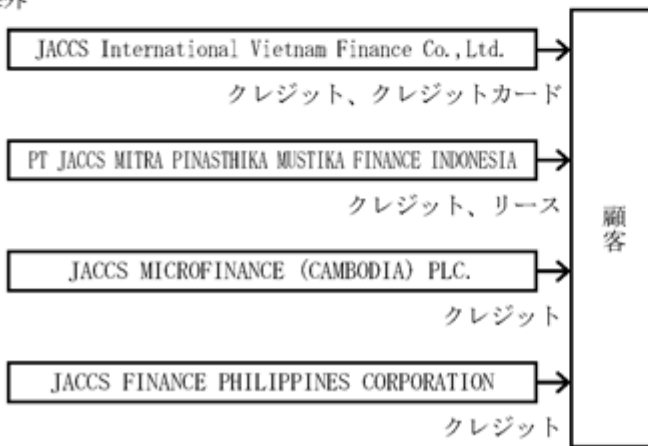 JACCS International Vietnam Finance Co.,Ltd.
クレジット、クレジットカード
PT JACCS MITRA PINASTHIKA MUSTIKA FINANCE INDONESIA
クレジット、リース
JACCS MICROFINANCE (CAMBODIA) PLC.
クレジット
JACCS FINANCE PHILIPPINES CORPORATION
クレジット
顧客